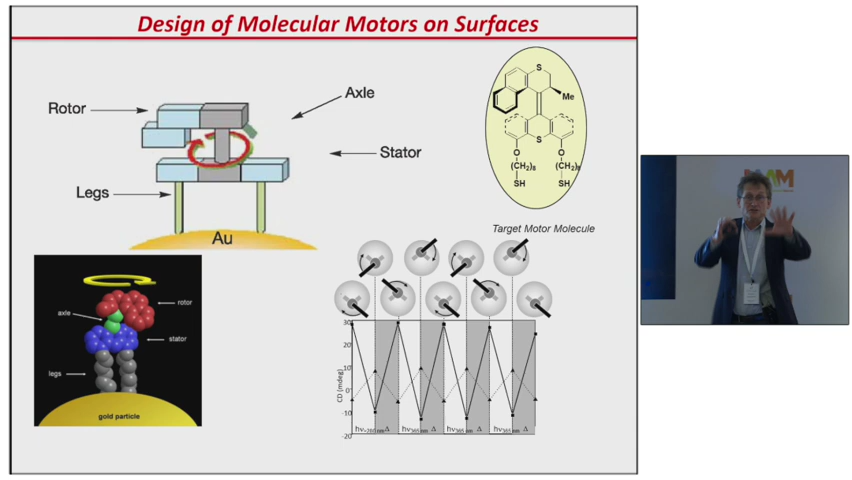 Design of Molecular Motors on Surfaces
Rotor
Axle
Stator
Legs
Au
S
Me
S
O
O
(CH₂)₈
(CH₂)₈
SH
SH
Target Motor Molecule
rotor
axle
stator
legs
gold particle
CD (mdeg)
30
20
10
0
-10
-20
hν>280 nm Δ
hν365 nm Δ
hν365 nm Δ
hν365 nm Δ